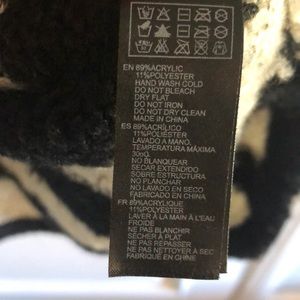 EN 89%ACRYLIC
11%POLYESTER
HAND WASH COLD
DO NOT BLEACH
DRY FLAT
DO NOT IRON
DO NOT DRY CLEAN
MADE IN CHINA
ES 89%ACRÍLICO
11%POLIÉSTER
LAVADO A MANO.
TEMPERATURA MÁXIMA
30ºC
NO BLANQUEAR
SECAR EXTENDIDO
SOBRE ESTRUCTURA
NO PLANCHAR
NO LAVADO EN SECO
FABRICADO EN CHINA
FR 89%ACRYLIQUE
11%POLYESTER
LAVER À LA MAIN À L'EAU
FROIDE
NE PAS BLANCHIR
SÉCHER À PLAT
NE PAS REPASSER
NE PAS NETTOYER À SEC
FABRIQUÉ EN CHINE